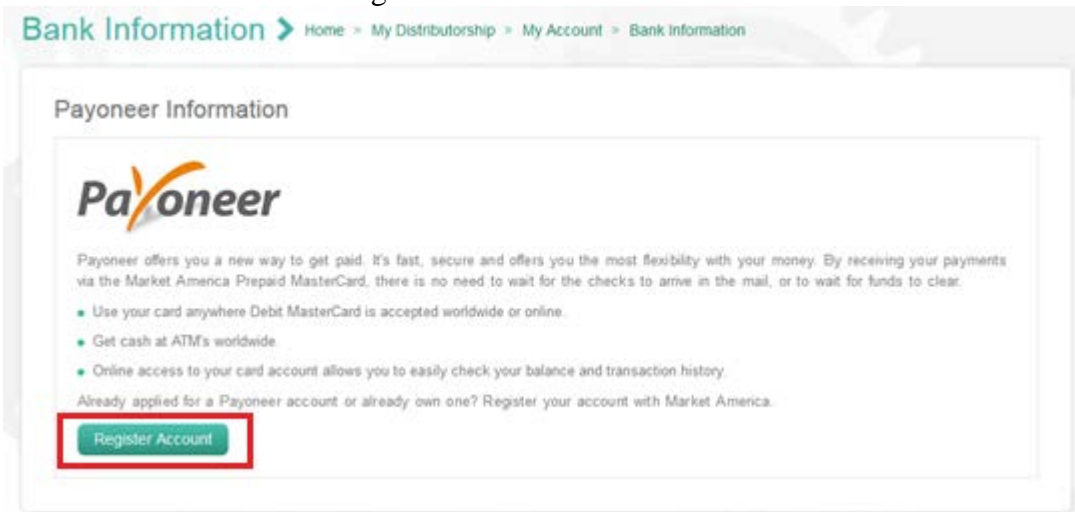 Bank Information > Home » My Distributorship » My Account » Bank Information
Payoneer Information
Payoneer
Payoneer offers you a new way to get paid. It's fast, secure and offers you the most flexibility with your money. By receiving your payments
via the Market America Prepaid MasterCard, there is no need to wait for the checks to arrive in the mail, or to wait for funds to clear.
• Use your card anywhere Debit MasterCard is accepted worldwide or online.
• Get cash at ATM's worldwide.
• Online access to your card account allows you to easily check your balance and transaction history.
Already applied for a Payoneer account or already own one? Register your account with Market America.
Register Account